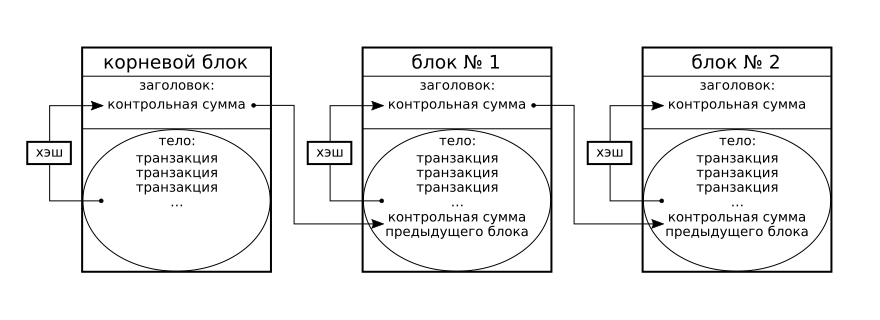 корневой блок
заголовок:
контрольная сумма
хэш
тело:
транзакция
транзакция
транзакция
...
блок № 1
заголовок:
контрольная сумма
хэш
тело:
транзакция
транзакция
транзакция
...
контрольная сумма
предыдущего блока
блок № 2
заголовок:
контрольная сумма
хэш
тело:
транзакция
транзакция
транзакция
...
контрольная сумма
предыдущего блока